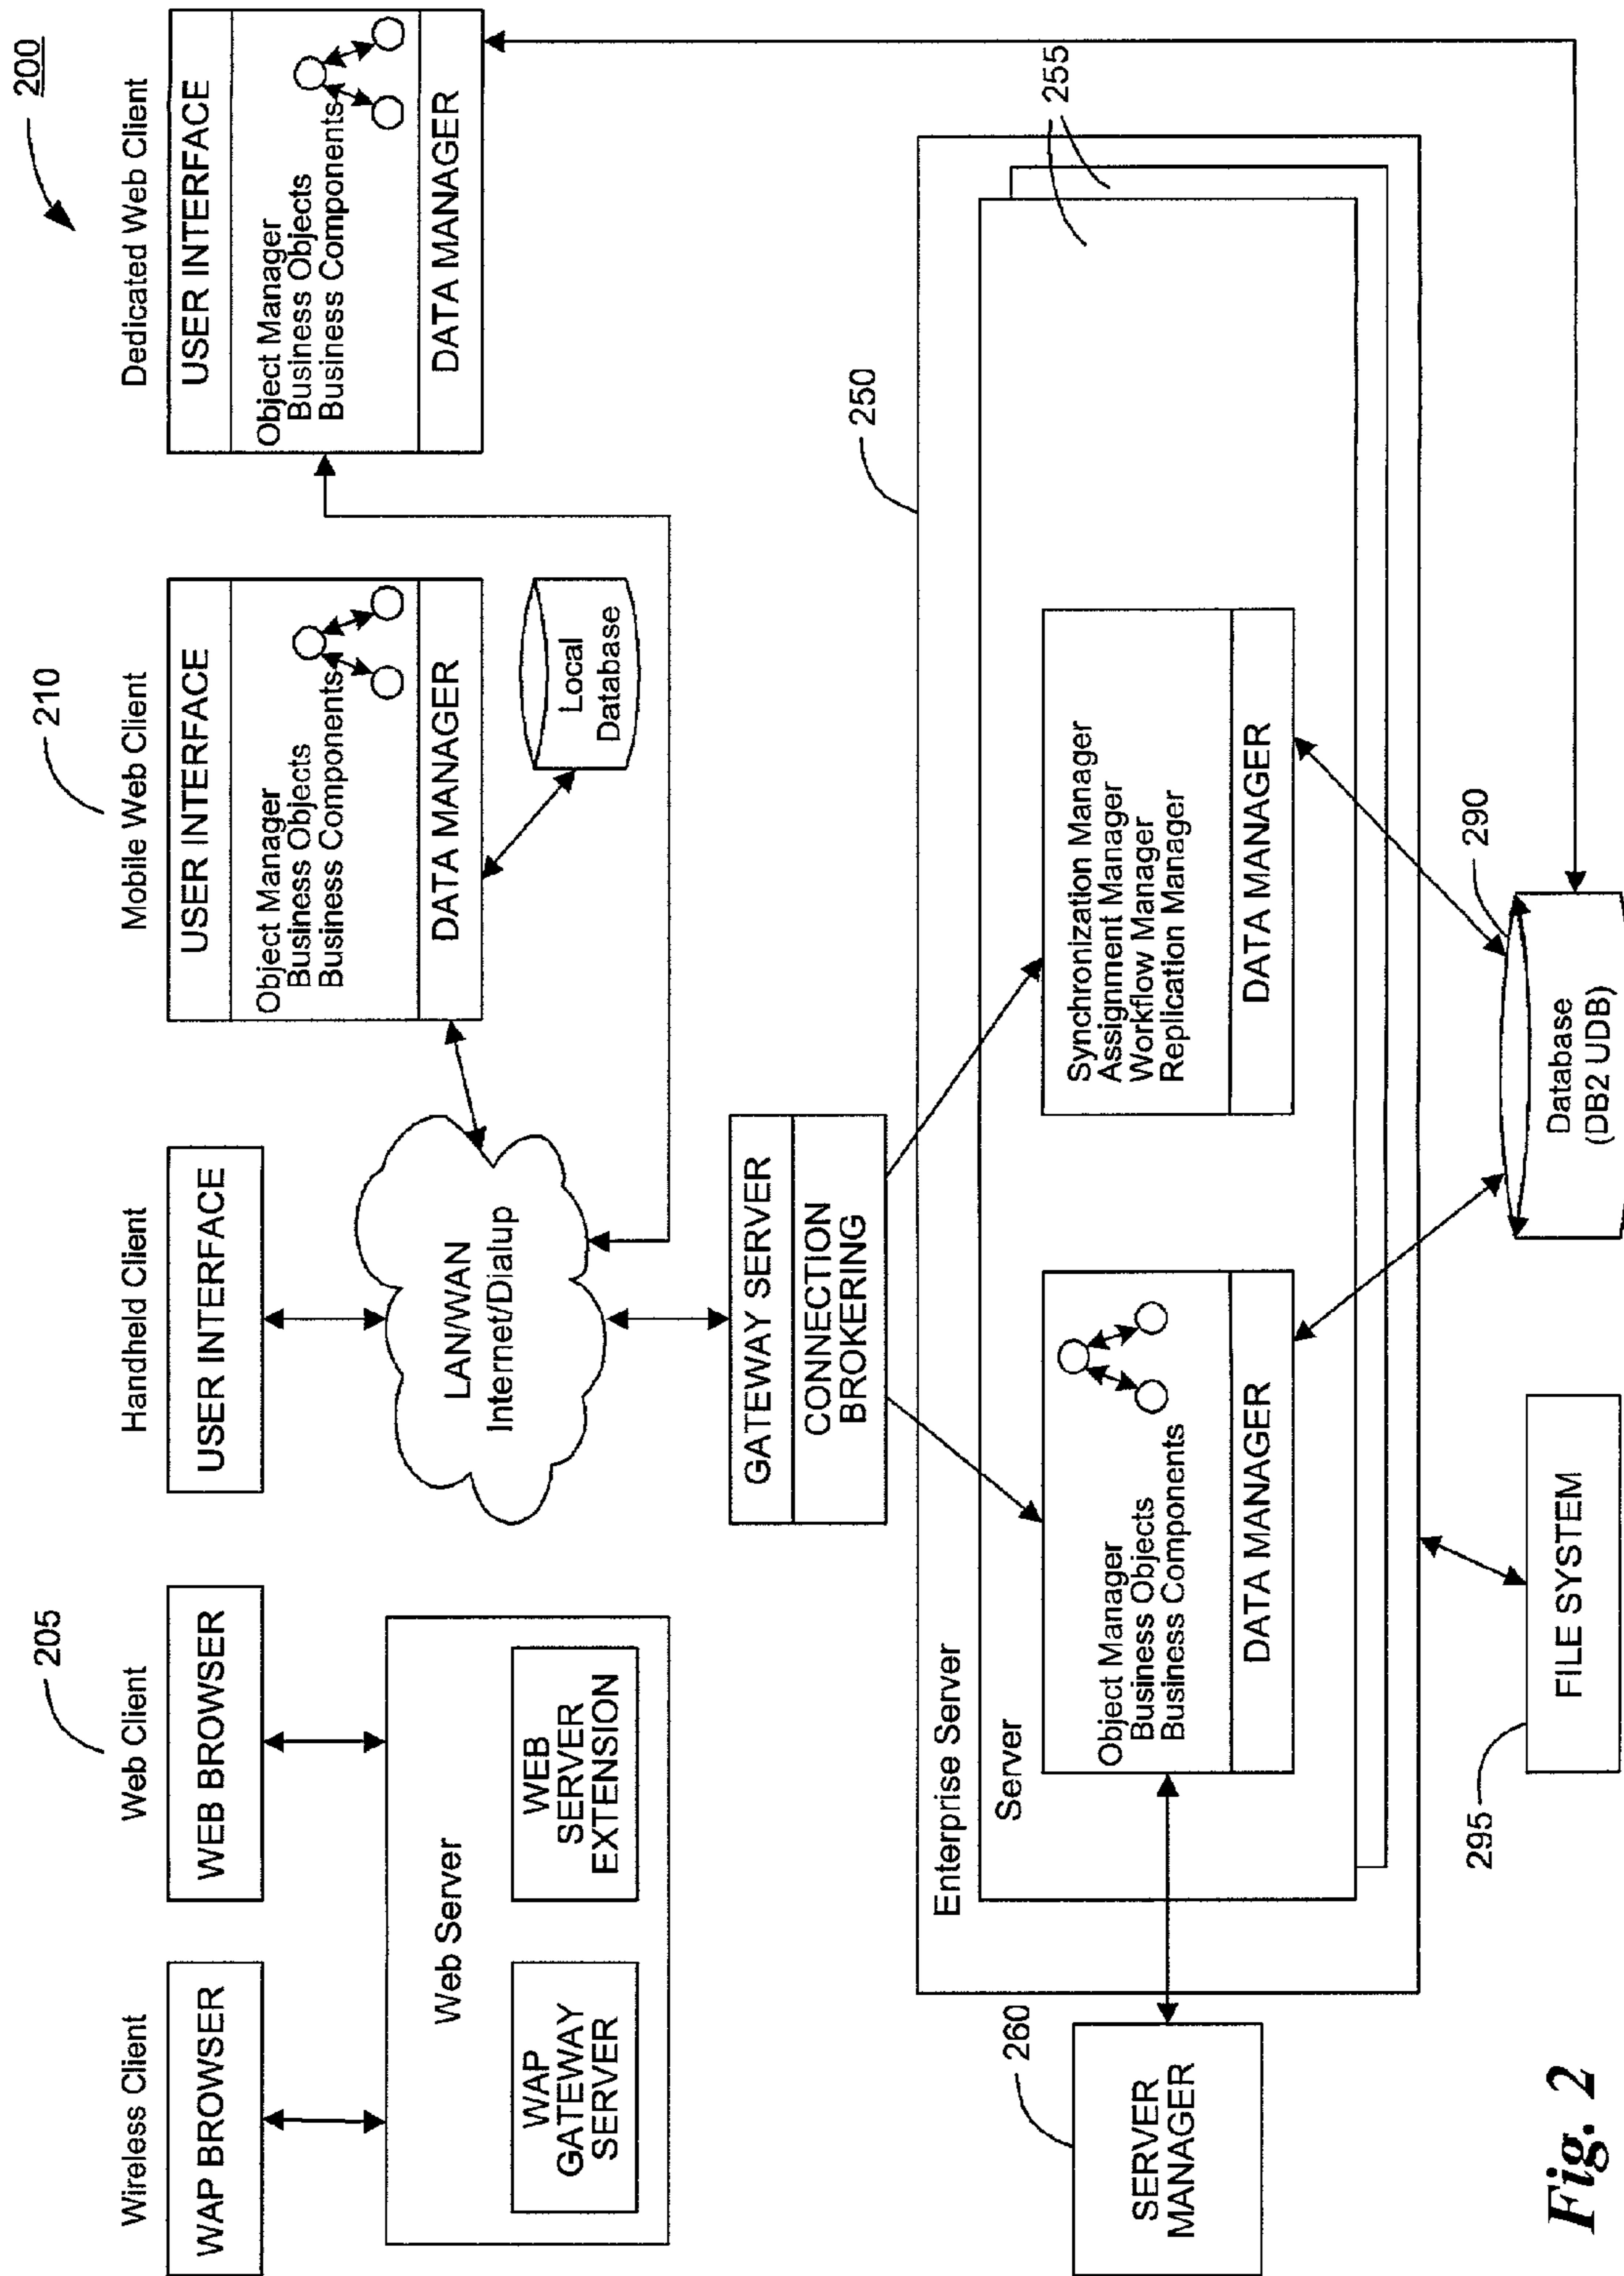 200
Wireless Client
WAP BROWSER
205
Web Client
WEB BROWSER
Handheld Client
USER INTERFACE
210
Mobile Web Client
USER INTERFACE
Object Manager
Business Objects
Business Components
DATA MANAGER
Local
Database
Dedicated Web Client
USER INTERFACE
Object Manager
Business Objects
Business Components
DATA MANAGER
Web Server
WAP
GATEWAY
SERVER
WEB
SERVER
EXTENSION
LAN/WAN
Internet/Dialup
GATEWAY SERVER
CONNECTION
BROKERING
250
255
Enterprise Server
Server
Object Manager
Business Objects
Business Components
DATA MANAGER
Synchronization Manager
Assignment Manager
Workflow Manager
Replication Manager
DATA MANAGER
260
SERVER
MANAGER
295
FILE SYSTEM
290
Database
(DB2 UDB)
Fig. 2